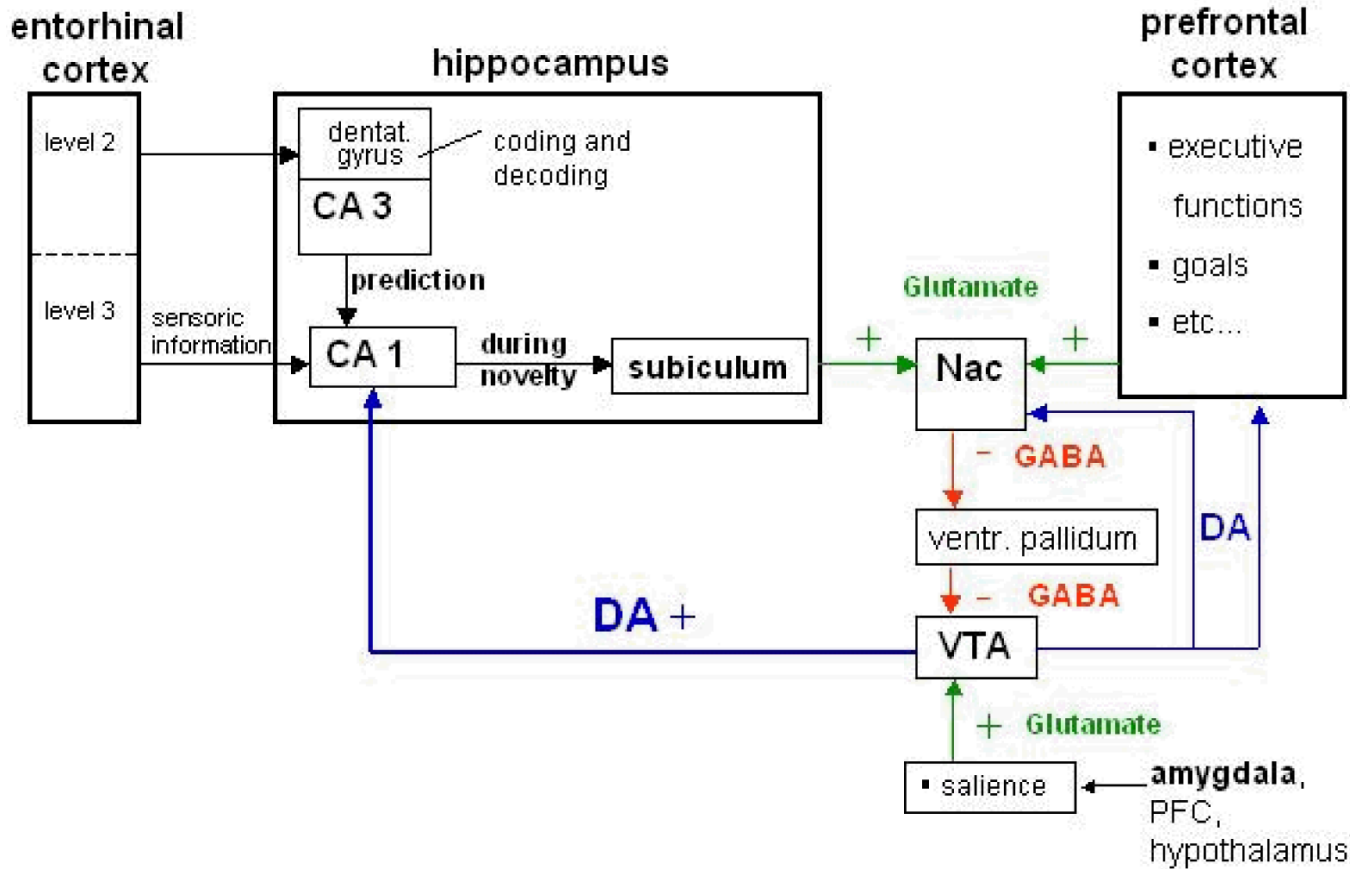 entorhinal
cortex
level 2
level 3
sensoric
information
hippocampus
dentat.
gyrus
CA 3
coding and
decoding
prediction
CA 1
during
novelty
subiculum
Glutamate
+
+
Nac
prefrontal
cortex
▪ executive
functions
▪ goals
▪ etc...
- GABA
ventr. pallidum
- GABA
DA
DA +
VTA
+ Glutamate
▪ salience
amygdala,
PFC,
hypothalamus